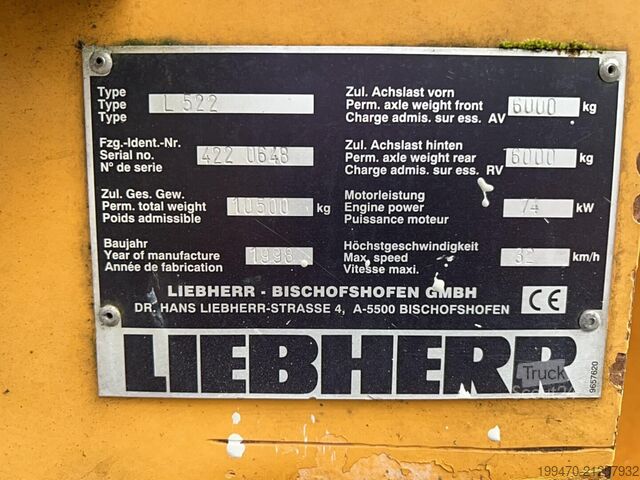 Type
Type L 522
Type
Fzg.-Ident.-Nr.
Serial no. 422 0648
N° de serie
Zul. Ges. Gew.
Perm. total weight 10500 kg
Poids admissible
Baujahr
Year of manufacture 1998
Année de fabrication
Zul. Achslast vorn
Perm. axle weight front 6000 kg
Charge admis. sur ess. AV
Zul. Achslast hinten
Perm. axle weight rear 6000 kg
Charge admis. sur ess. RV
Motorleistung
Engine power 74 kW
Puissance moteur
Höchstgeschwindigkeit
Max. speed 32 km/h
Vitesse maxi.
LIEBHERR - BISCHOFSHOFEN GMBH
DR. HANS LIEBHERR-STRASSE 4, A-5500 BISCHOFSHOFEN
CE
LIEBHERR
9657620
Truck
Scout24
199470-21237932